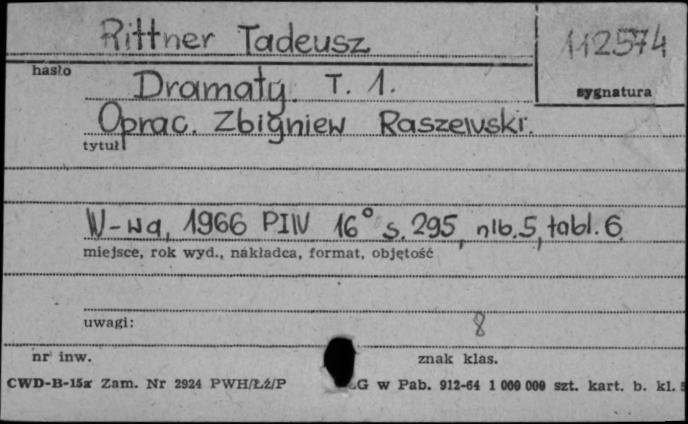 Rittner Tadeusz
112574
hasło
Dramaty. T. 1.
sygnatura
Oprac. Zbigniew Raszewski.
tytuł
W-wa, 1966 PIW 16° s. 295, nlb. 5, tabl. 6.
miejsce, rok wyd., nakładca, format, objętość
uwagi:
8
nr inw.
znak klas.
CWD-B-15x Zam. Nr 2924 PWH/Łź/P
G w Pab. 912-64 1 000 000 szt. kart. b. kl.